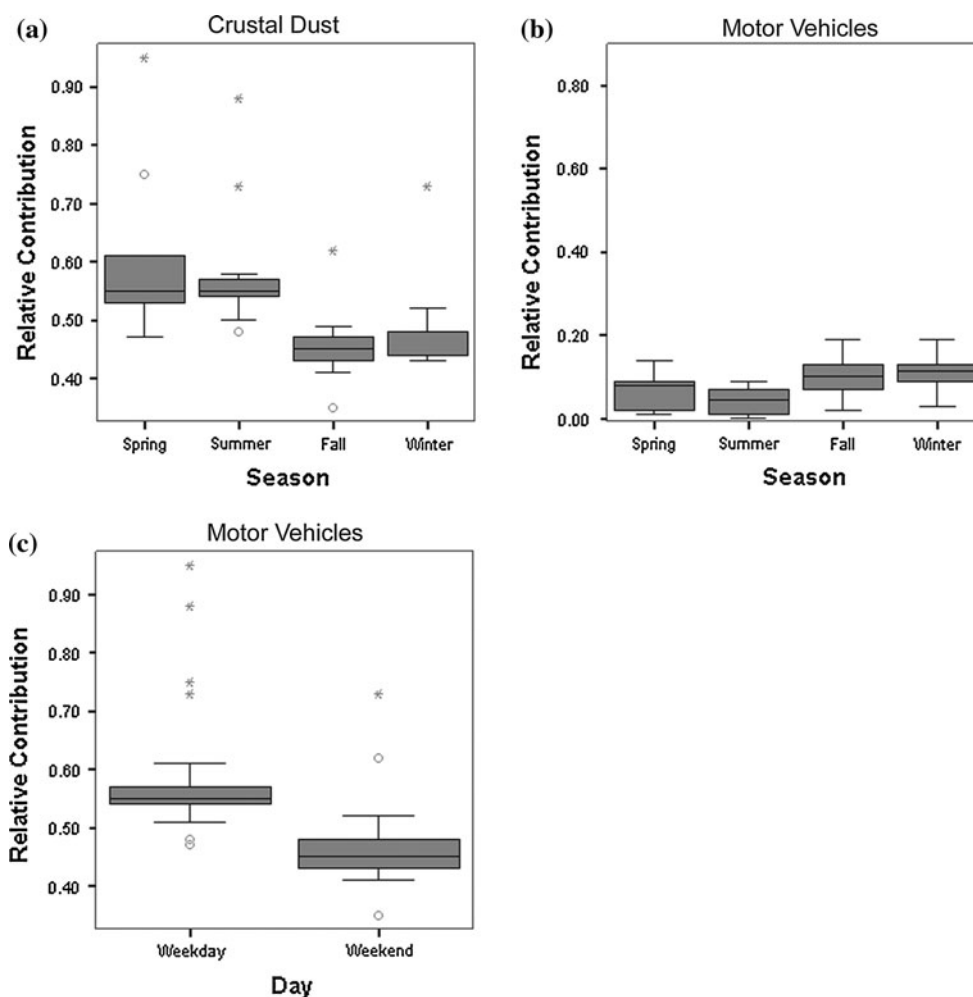 (a)
Crustal Dust
Relative Contribution
0.90
0.80
0.70
0.60
0.50
0.40
Spring Summer Fall Winter
Season
(b)
Motor Vehicles
Relative Contribution
0.80
0.60
0.40
0.20
0.00
Spring Summer Fall Winter
Season
(c)
Motor Vehicles
Relative Contribution
0.90
0.80
0.70
0.60
0.50
0.40
Weekday Weekend
Day